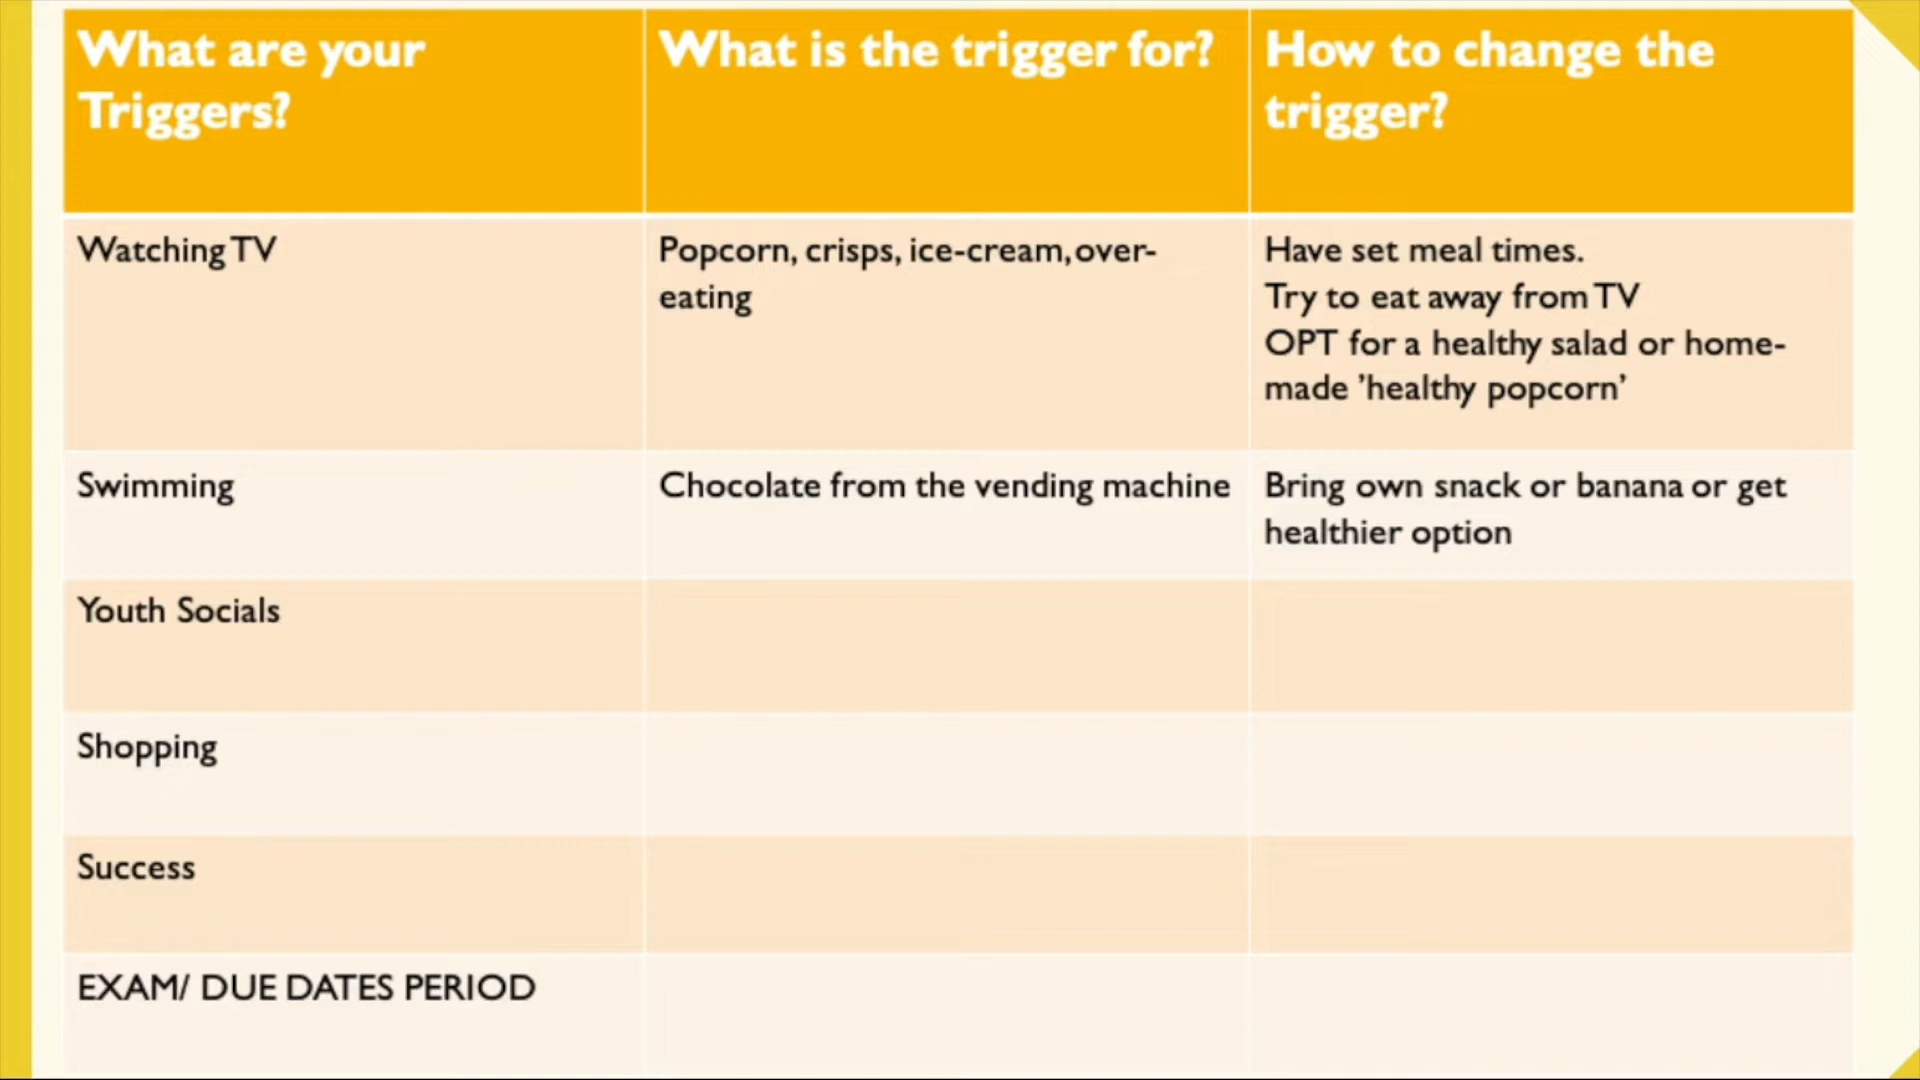 What are your
Triggers?
What is the trigger for?
How to change the
trigger?
Watching TV
Popcorn, crisps, ice-cream, over-
eating
Have set meal times.
Try to eat away from TV
OPT for a healthy salad or home-
made ’healthy popcorn’
Swimming
Chocolate from the vending machine
Bring own snack or banana or get
healthier option
Youth Socials
Shopping
Success
EXAM/ DUE DATES PERIOD